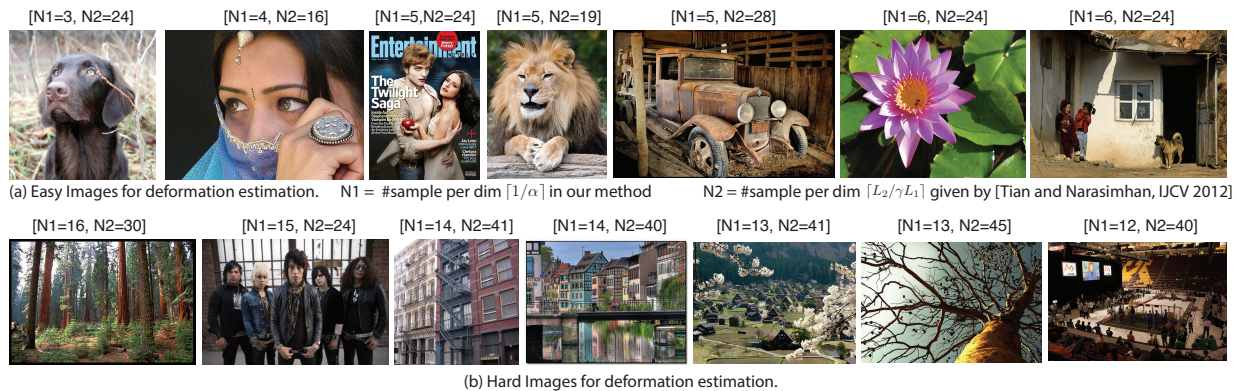 [N1=3, N2=24] [N1=4, N2=16] [N1=5,N2=24] [N1=5, N2=19] [N1=5, N2=28] [N1=6, N2=24] [N1=6, N2=24]
Entertainment
The
Twilight
Saga
(a) Easy Images for deformation estimation. N1 = #sample per dim ⌈1/α⌉ in our method N2 = #sample per dim ⌈L₂/γL₁⌉ given by [Tian and Narasimhan, IJCV 2012]
[N1=16, N2=30] [N1=15, N2=24] [N1=14, N2=41] [N1=14, N2=40] [N1=13, N2=41] [N1=13, N2=45] [N1=12, N2=40]
(b) Hard Images for deformation estimation.